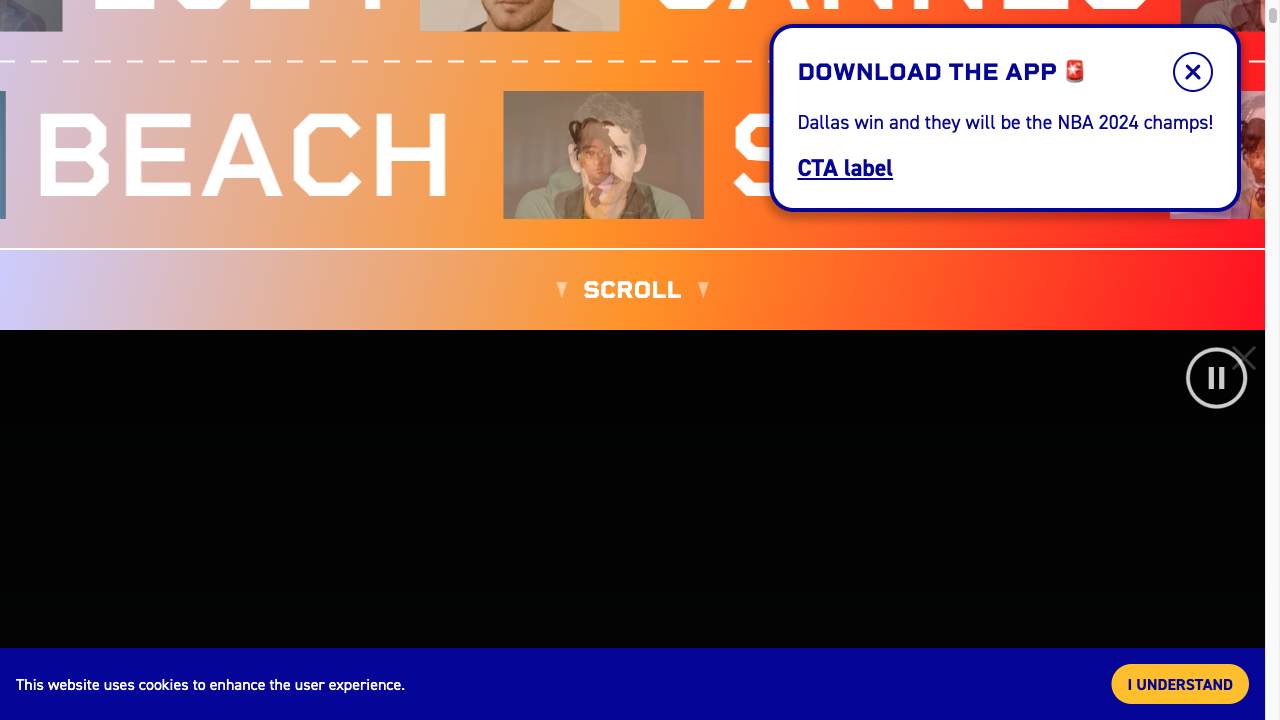 BEACH
DOWNLOAD THE APP 🚨
Dallas win and they will be the NBA 2024 champs!
CTA label
SCROLL
This website uses cookies to enhance the user experience.
I UNDERSTAND